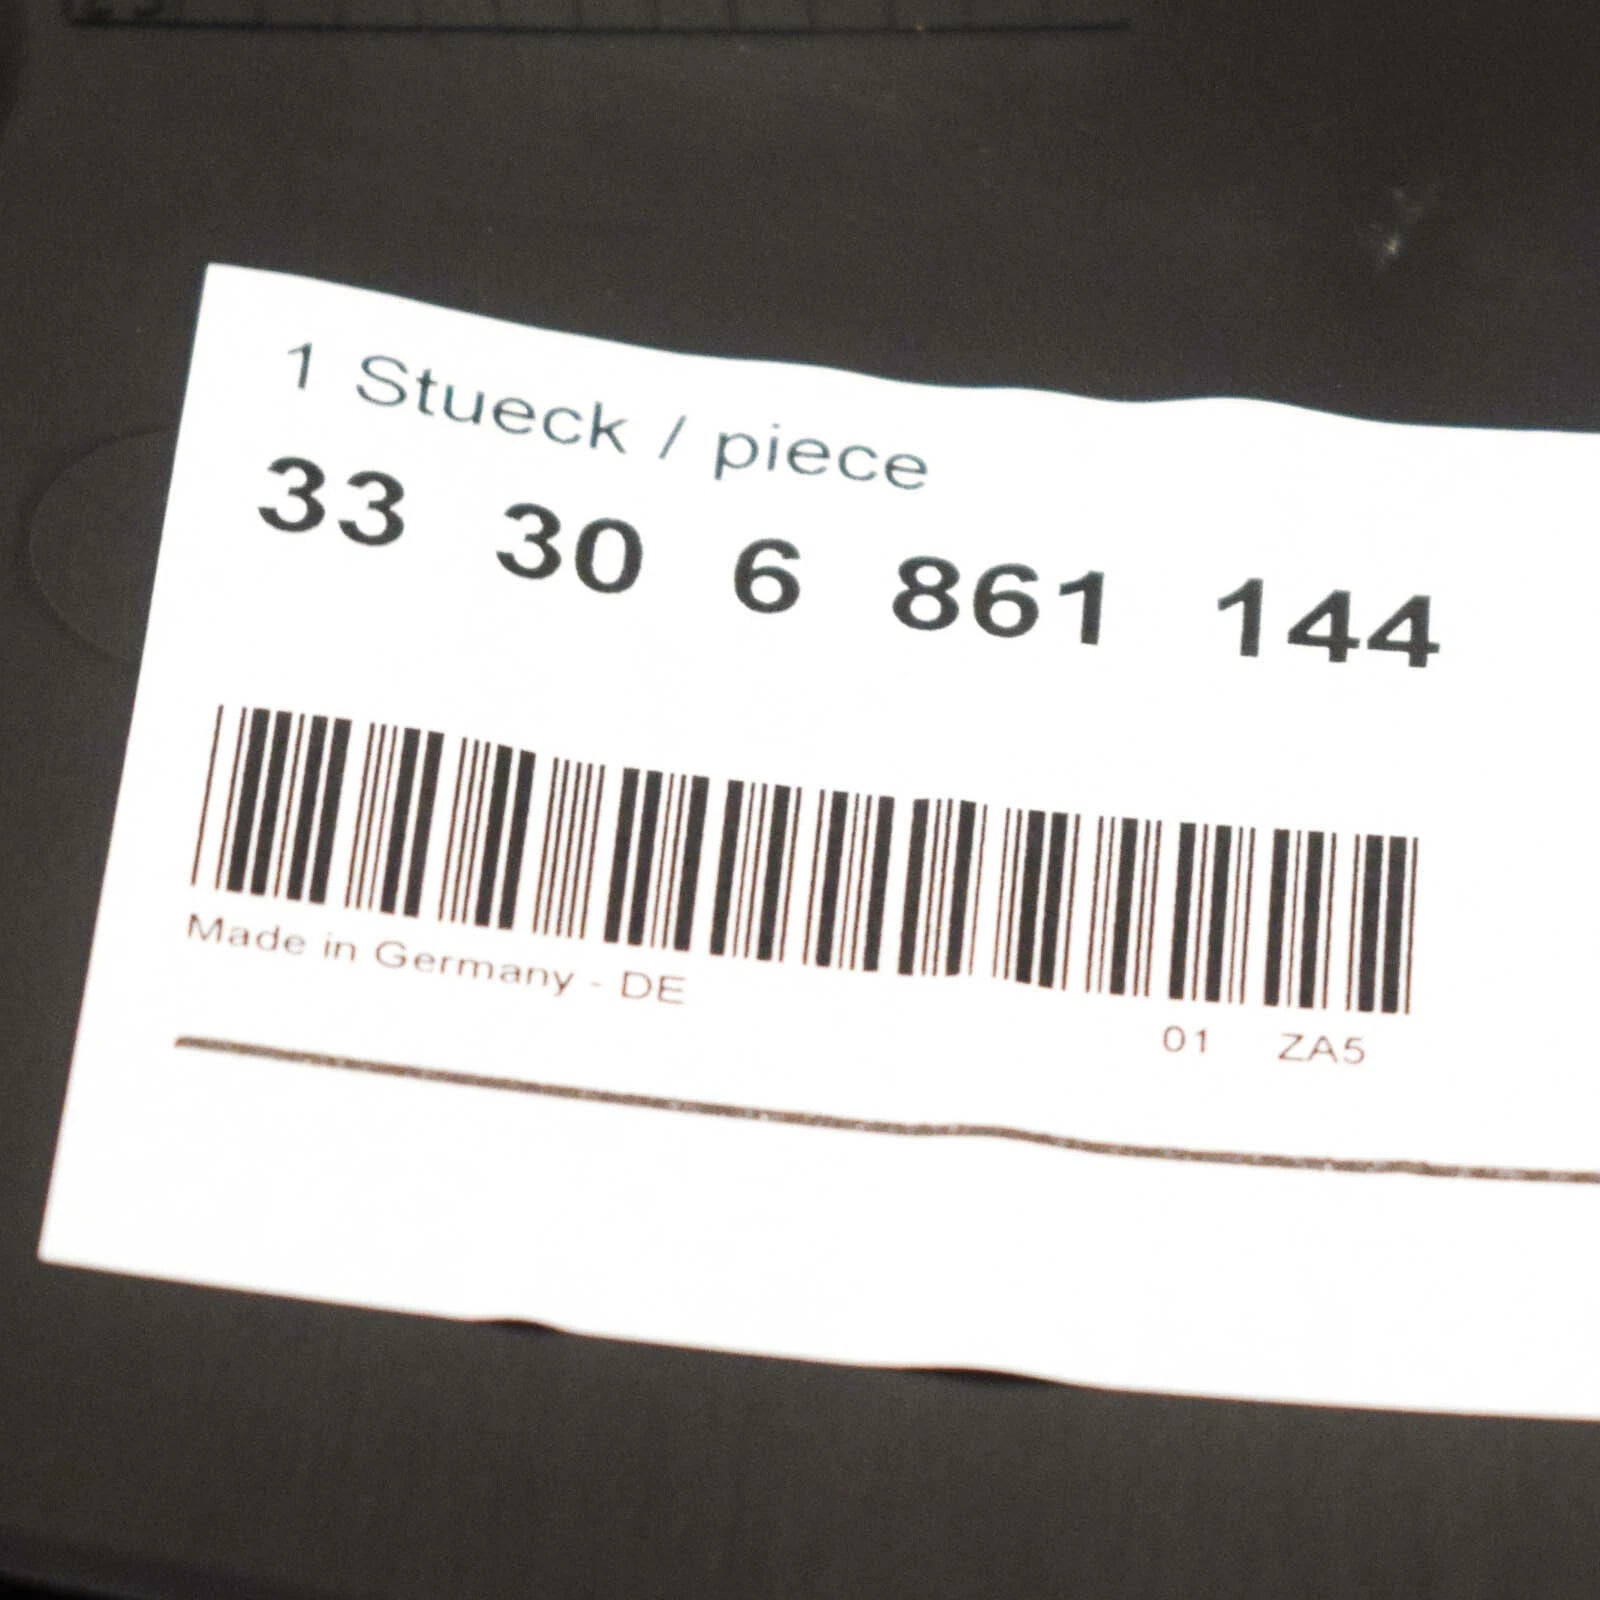 1 Stueck / piece
33 30 6 861 144
Made in Germany - DE
01 ZA5